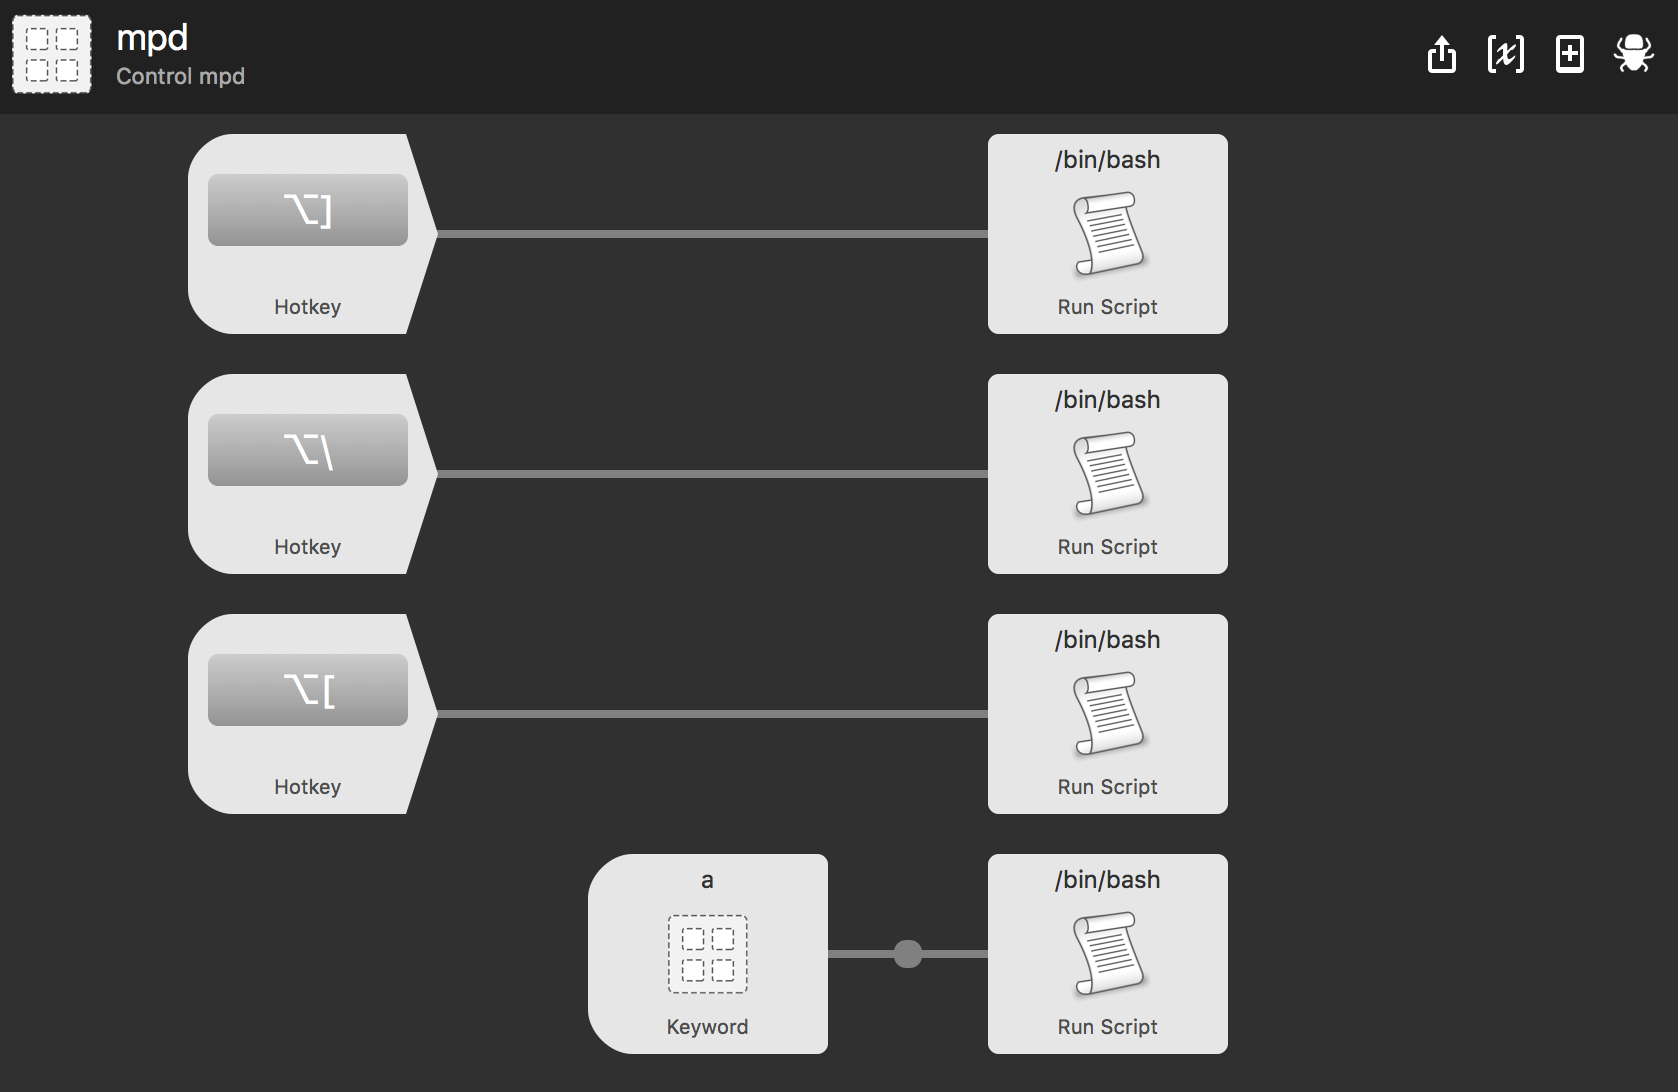 mpd
Control mpd
[x]
⌥]
Hotkey
/bin/bash
Run Script
⌥\
Hotkey
/bin/bash
Run Script
⌥[
Hotkey
/bin/bash
Run Script
a
Keyword
/bin/bash
Run Script